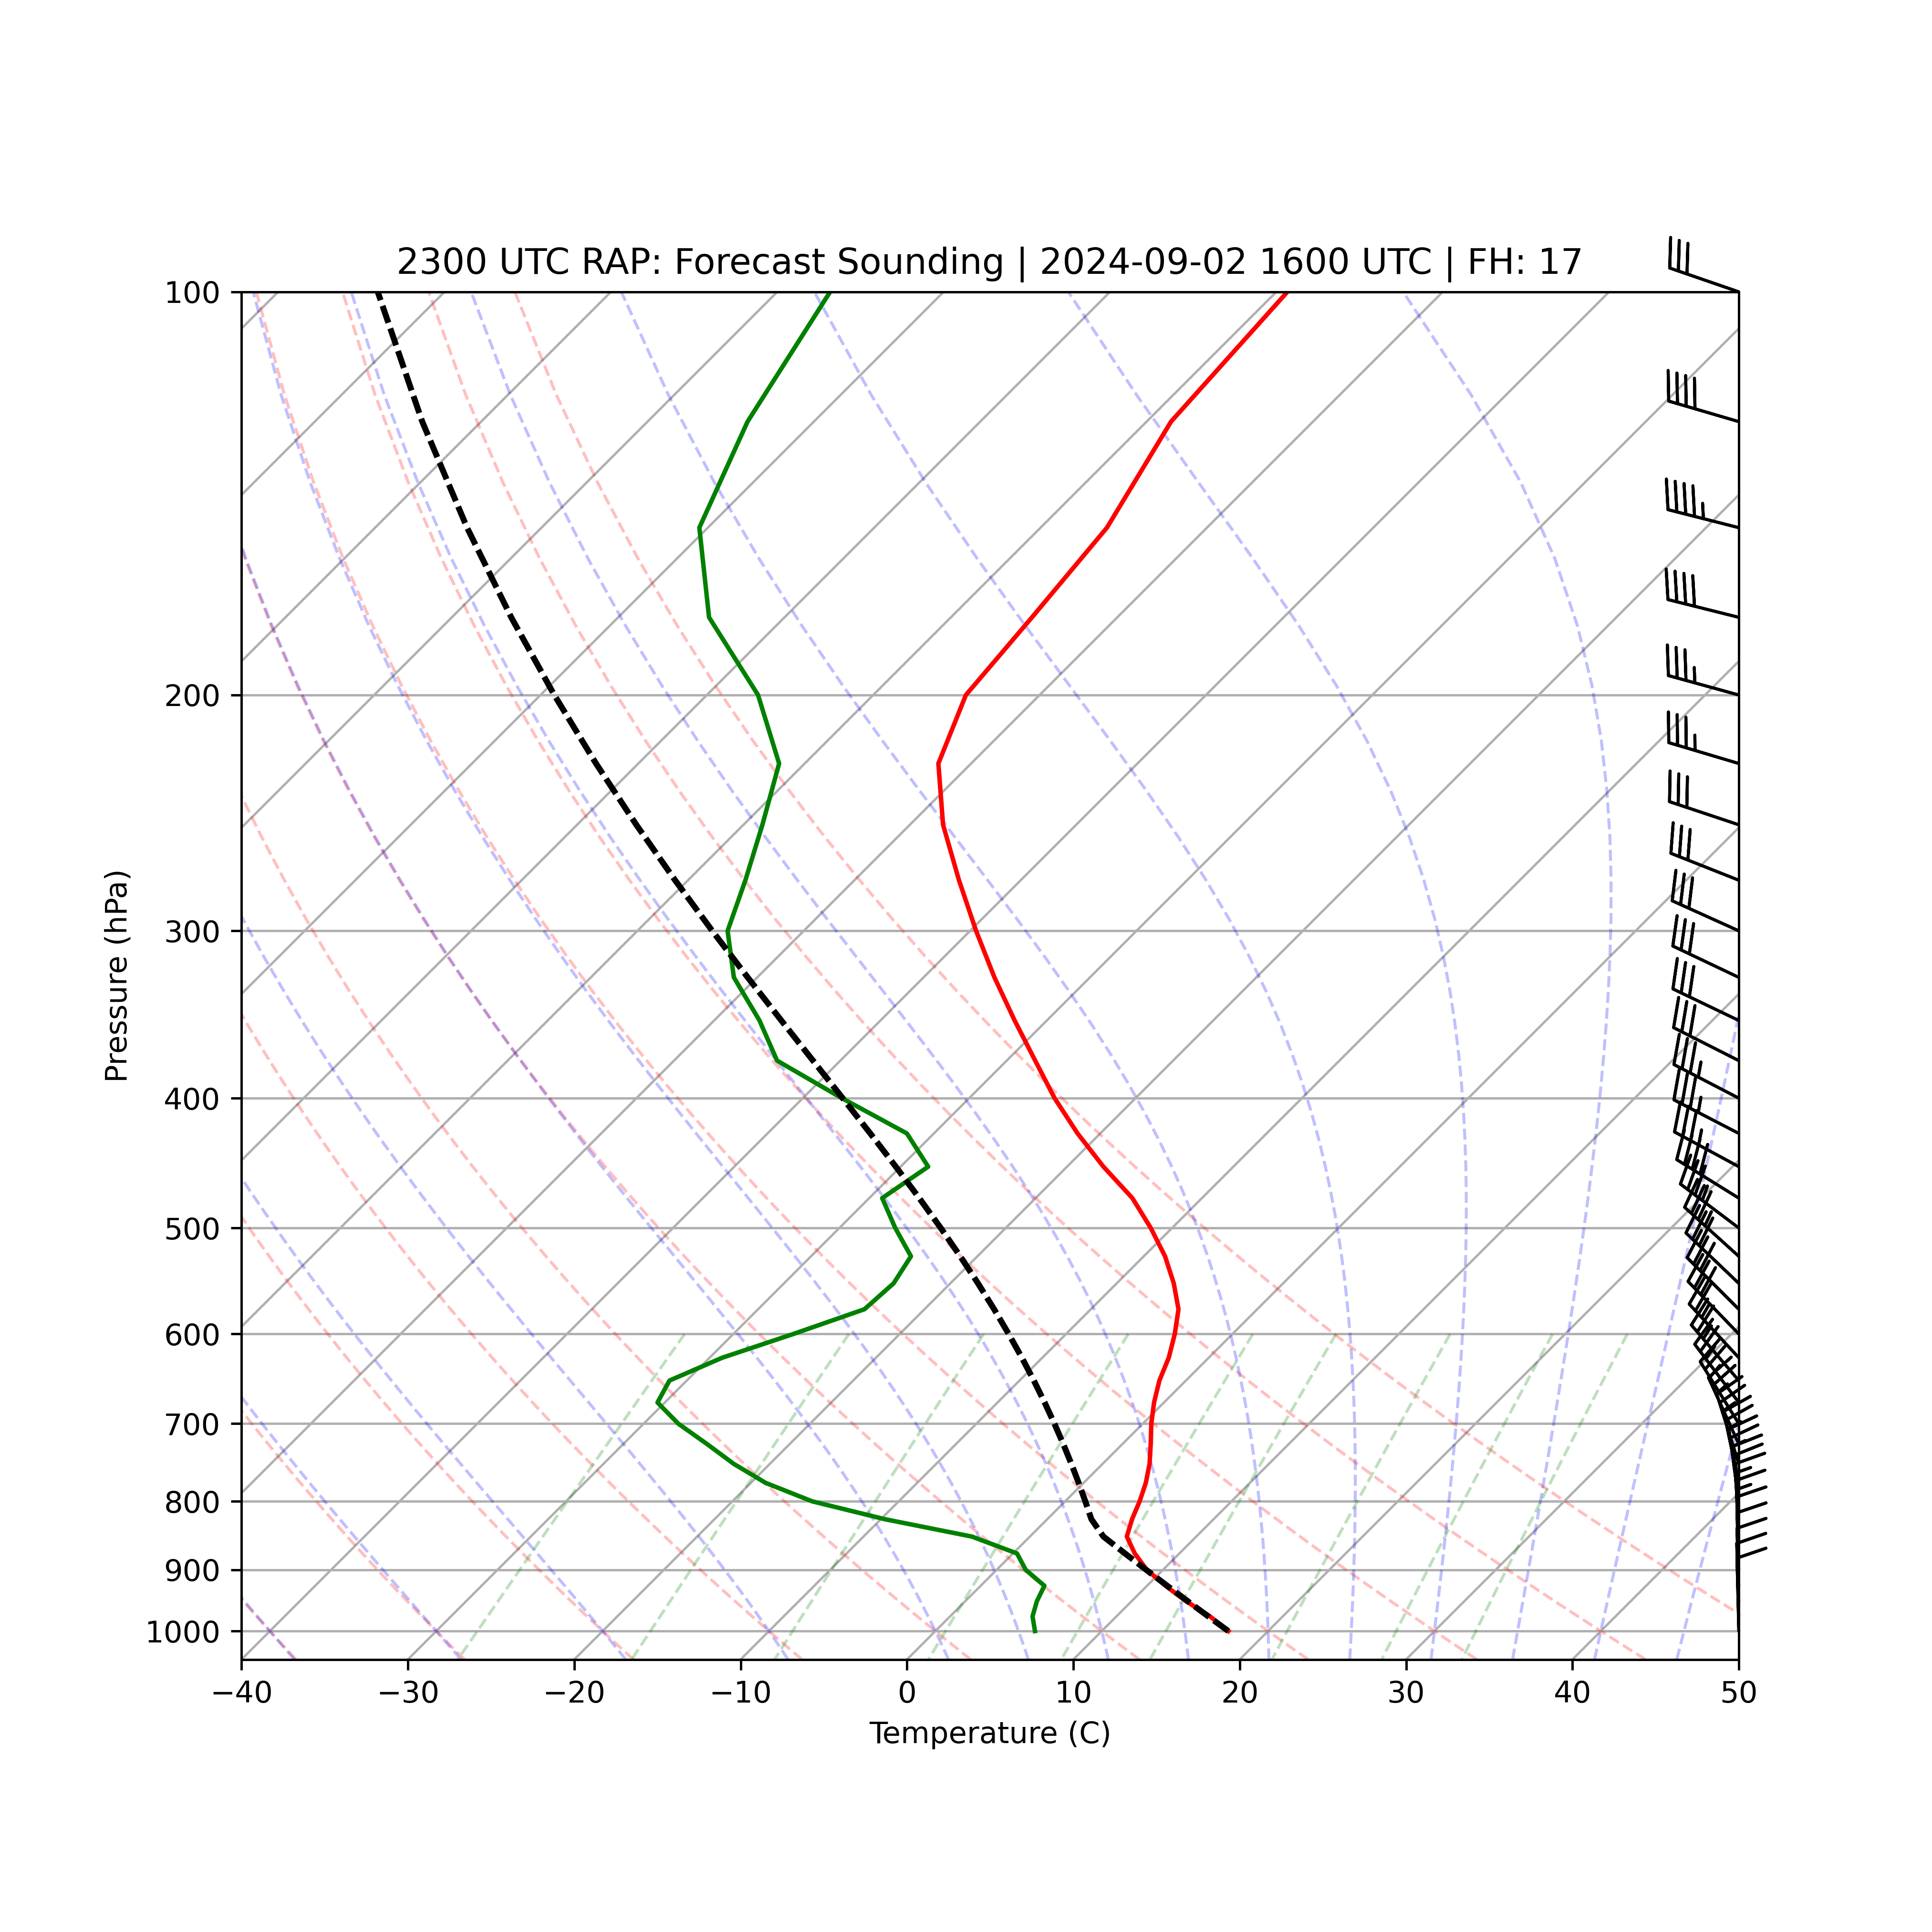 2300 UTC RAP: Forecast Sounding | 2024-09-02 1600 UTC | FH: 17
100
200
300
400
500
600
700
800
900
1000
Pressure (hPa)
−40 −30 −20 −10 0 10 20 30 40 50
Temperature (C)